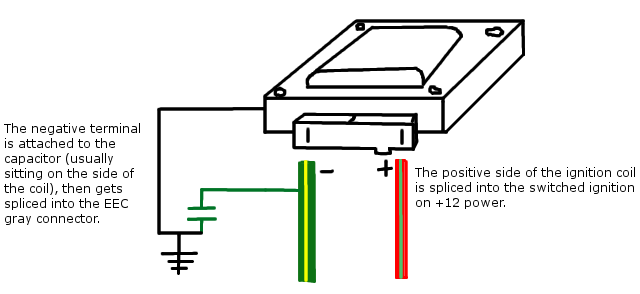 The negative terminal
is attached to the
capacitor (usually
sitting on the side of
the coil), then gets
spliced into the EEC
gray connector.
- +
The positive side of the ignition coil
is spliced into the switched ignition
on +12 power.